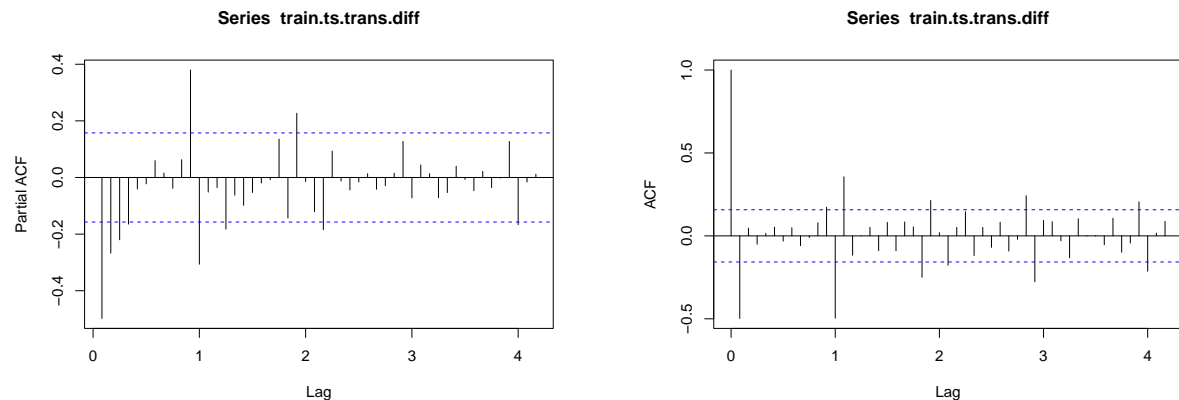 Series train.ts.trans.diff
Partial ACF
0.4
0.2
0.0
−0.2
−0.4
0 1 2 3 4
Lag
Series train.ts.trans.diff
ACF
1.0
0.5
0.0
−0.5
0 1 2 3 4
Lag